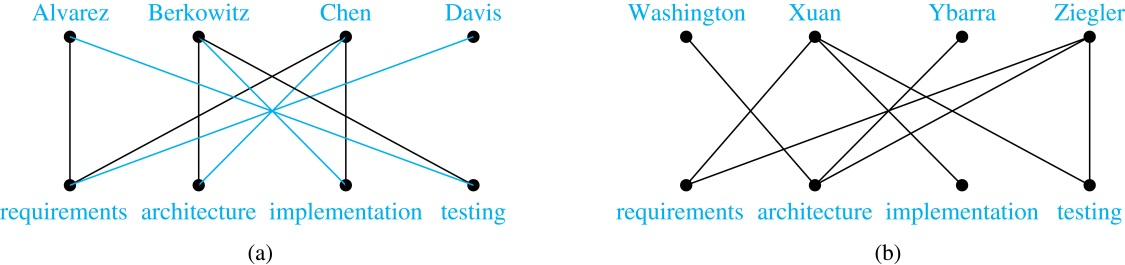 Alvarez Berkowitz Chen Davis Washington Xuan Ybarra Ziegler
requirements architecture implementation testing requirements architecture implementation testing
(a) (b)